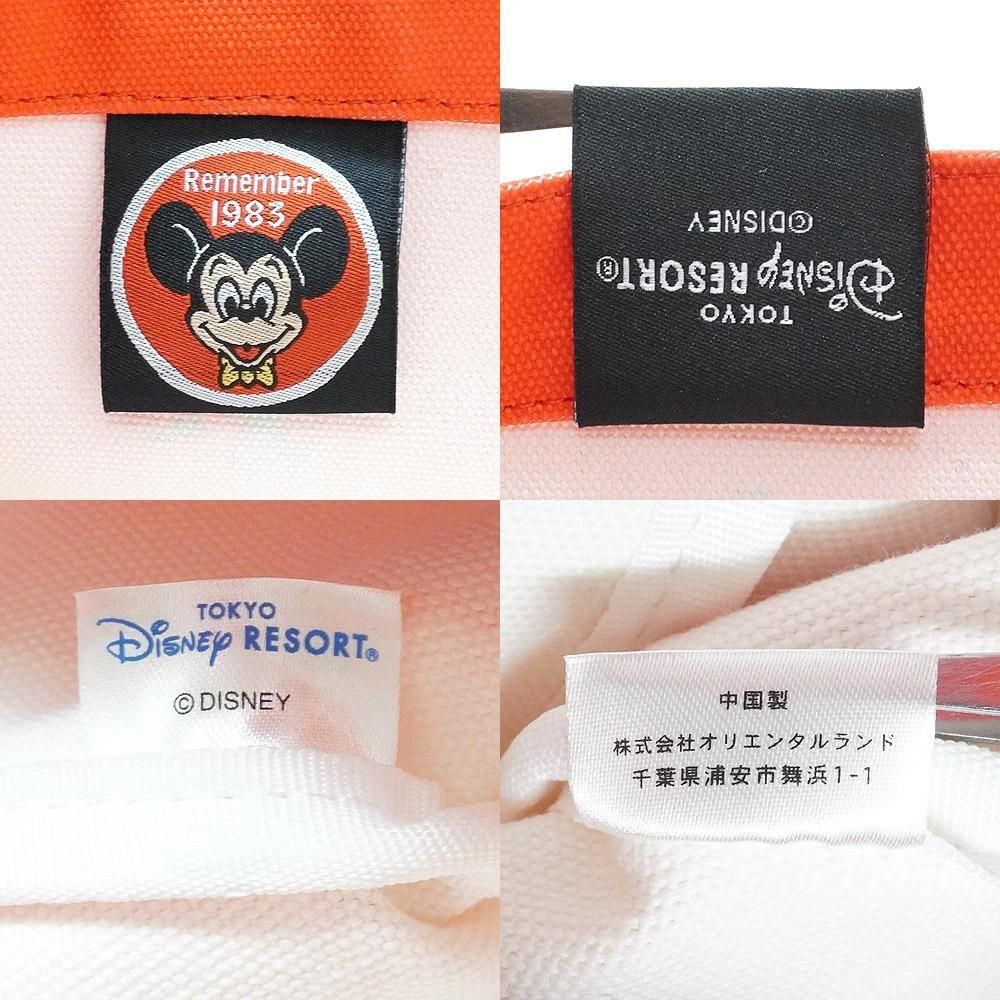 Remember
1983
TOKYO
Disney RESORT®
©DISNEY
TOKYO
Disney RESORT®
©DISNEY
中国製
株式会社オリエンタルランド
千葉県浦安市舞浜1-1